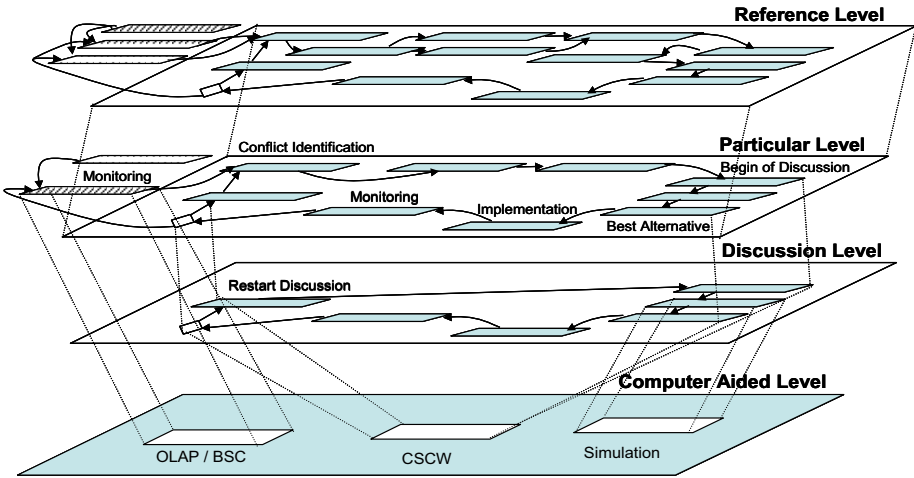 Reference Level
Conflict Identification
Particular Level
Monitoring
Begin of Discussion
Monitoring
Implementation
Best Alternative
Discussion Level
Restart Discussion
Computer Aided Level
OLAP / BSC
CSCW
Simulation